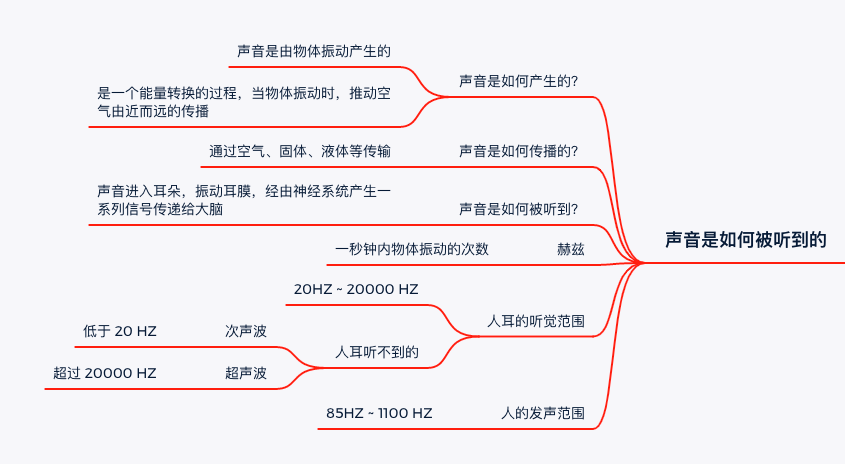 声音是如何被听到的
声音是如何产生的？
声音是由物体振动产生的
是一个能量转换的过程，当物体振动时，推动空
气由近而远的传播
声音是如何传播的？
通过空气、固体、液体等传输
声音是如何被听到？
声音进入耳朵，振动耳膜，经由神经系统产生一
系列信号传递给大脑
赫兹
一秒钟内物体振动的次数
人耳的听觉范围
20HZ ~ 20000 HZ
人耳听不到的
次声波
低于 20 HZ
超声波
超过 20000 HZ
人的发声范围
85HZ ~ 1100 HZ